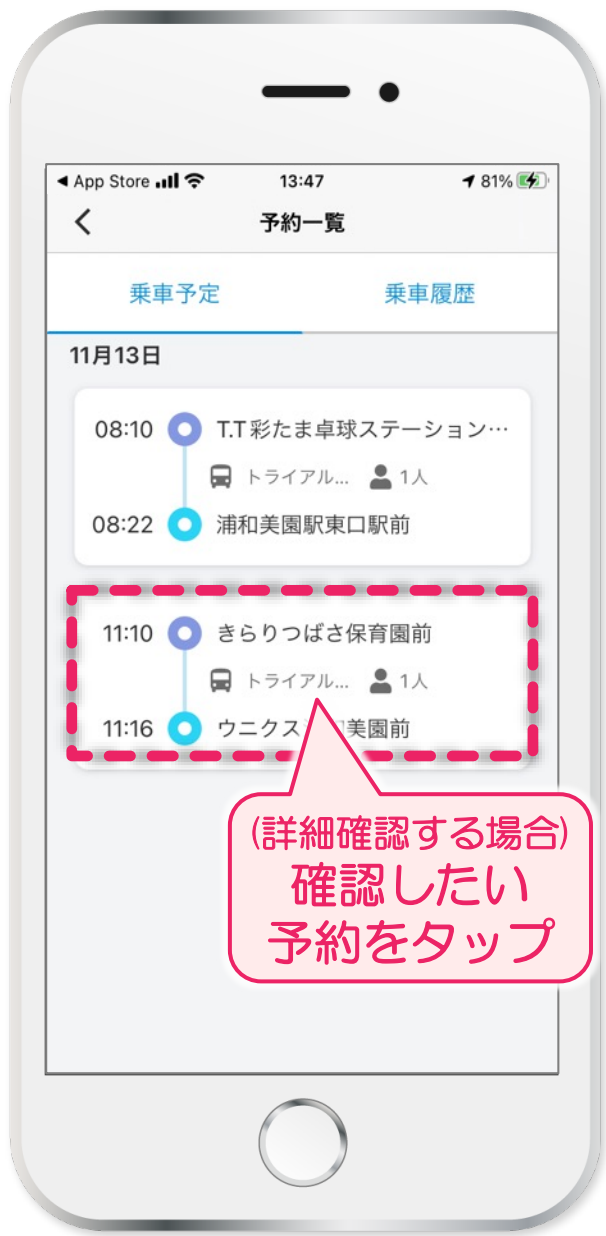 App Store 13:47 81%
予約一覧
乗車予定 乗車履歴
11月13日
08:10 T.T彩たま卓球ステーション…
トライアル... 1人
08:22 浦和美園駅東口駅前
11:10 きらりつばさ保育園前
トライアル... 1人
11:16 ウニクス 美園前
(詳細確認する場合)
確認したい
予約をタップ